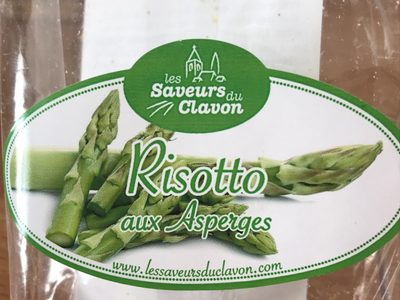 les
Saveurs du
Clavon
Risotto
aux Asperges
www.lessaveursduclavon.com